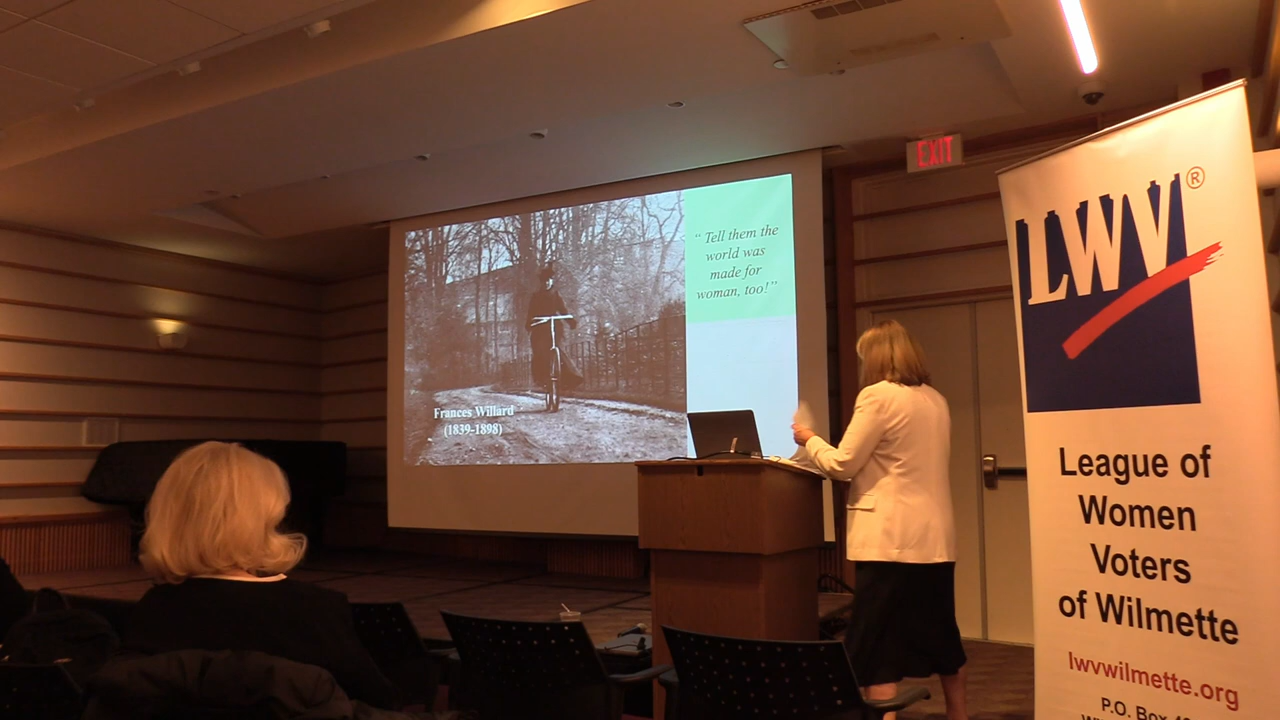 “Tell them the
world was
made for
woman, too!”
Frances Willard
(1839-1898)
EXIT
LWV®
League of
Women
Voters
of Wilmette
lwvwilmette.org
P.O. Box